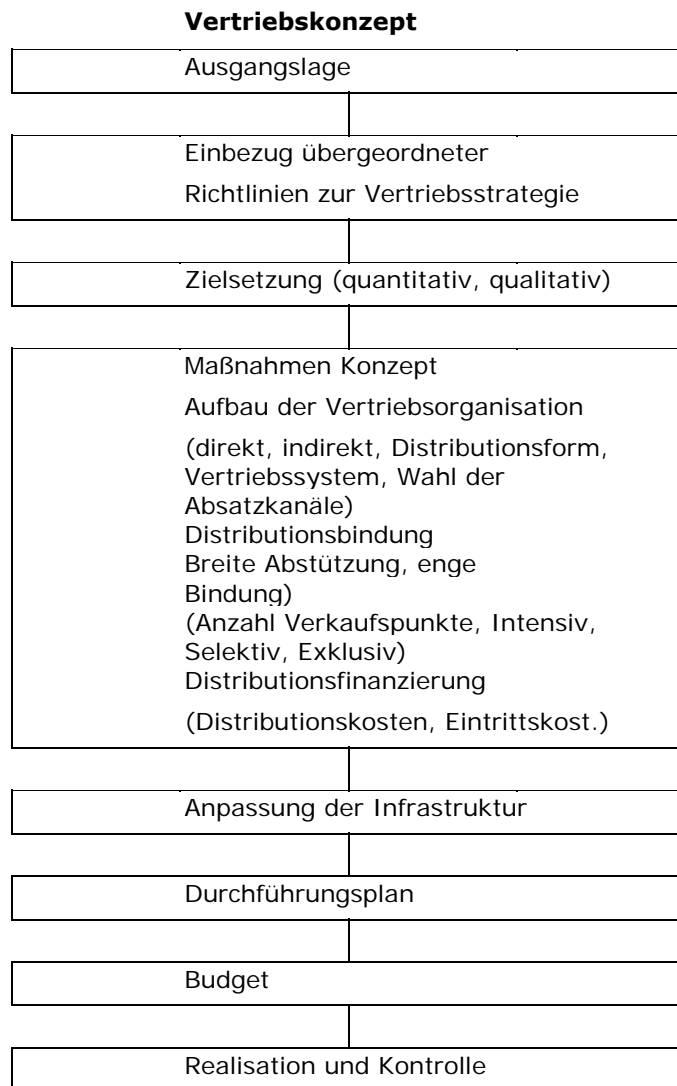 Vertriebskonzept
Ausgangslage
Einbezug übergeordneter
Richtlinien zur Vertriebsstrategie
Zielsetzung (quantitativ, qualitativ)
Maßnahmen Konzept
Aufbau der Vertriebsorganisation
(direkt, indirekt, Distributionsform,
Vertriebssystem, Wahl der
Absatzkanäle)
Distributionsbindung
Breite Abstützung, enge
Bindung)
(Anzahl Verkaufspunkte, Intensiv,
Selektiv, Exklusiv)
Distributionsfinanzierung
(Distributionskosten, Eintrittskost.)
Anpassung der Infrastruktur
Durchführungsplan
Budget
Realisation und Kontrolle